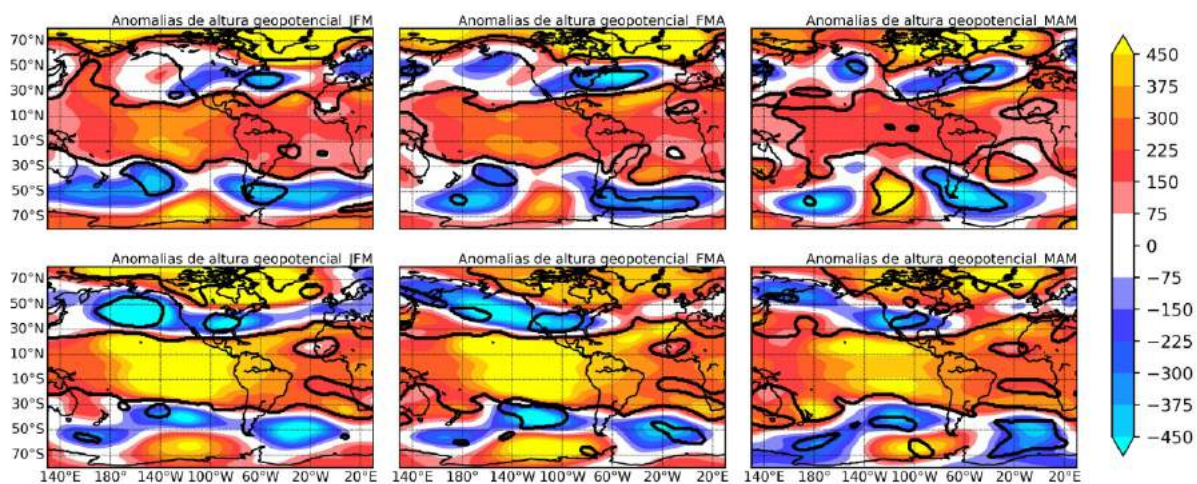 Anomalias de altura geopotencial_JFM
Anomalias de altura geopotencial_FMA
Anomalias de altura geopotencial_MAM
70°N
50°N
30°N
10°N
10°S
30°S
50°S
70°S
Anomalias de altura geopotencial_JFM
Anomalias de altura geopotencial_FMA
Anomalias de altura geopotencial_MAM
70°N
50°N
30°N
10°N
10°S
30°S
50°S
70°S
140°E 180° 140°W 100°W 60°W 20°W 20°E
140°E 180° 140°W 100°W 60°W 20°W 20°E
140°E 180° 140°W 100°W 60°W 20°W 20°E
450
375
300
225
150
75
0
−75
−150
−225
−300
−375
−450